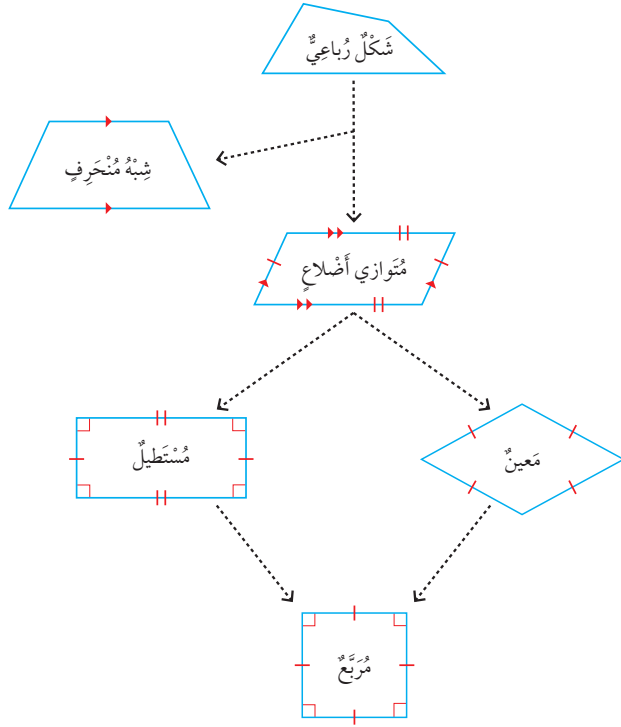 شَكْلٌ رُباعِيٌّ
شِبْهُ مُنْحَرِفٍ
مُتَوازي أَضْلاعٍ
مُسْتَطيلٌ
مَعينٌ
مُرَبَّعٌ